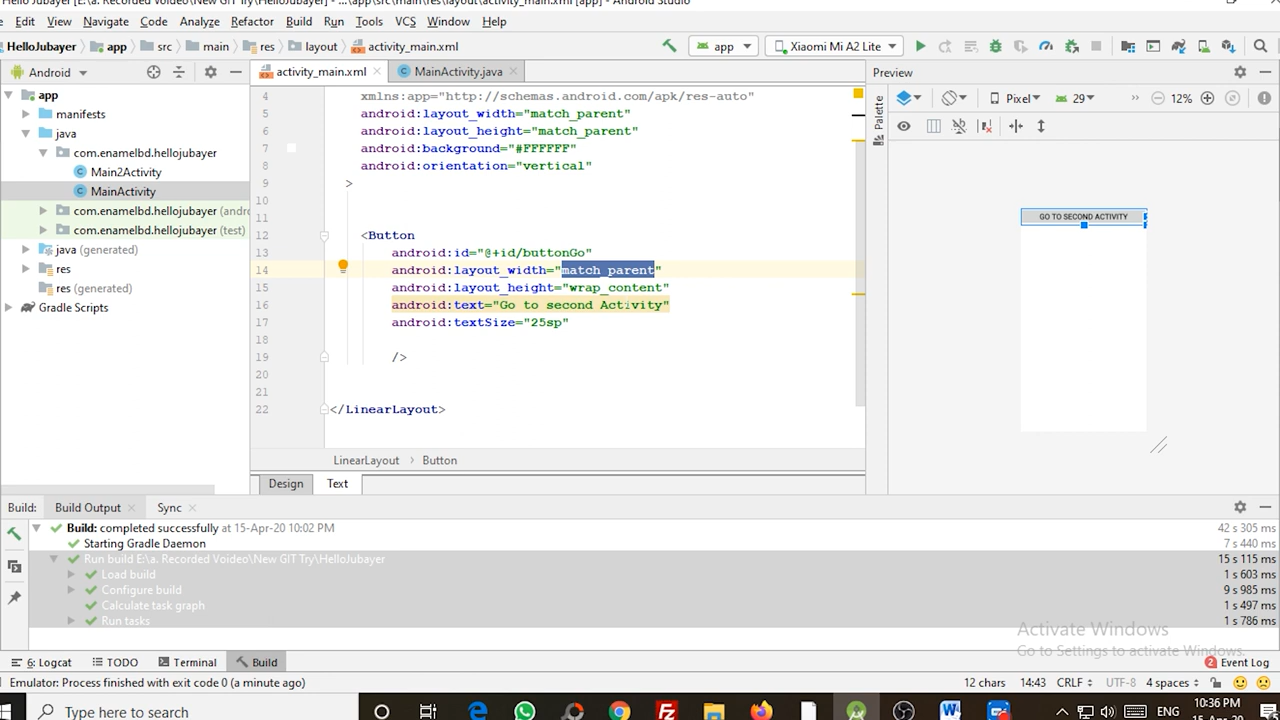 Hello Jubayer [E:\a. Recorded Voideo\New GIT Try\HelloJubayer] - ...\app\src\main\res\layout\activity_main.xml [app] - Android Studio
Edit View Navigate Code Analyze Refactor Build Run Tools VCS Window Help
HelloJubayer app src main res layout activity_main.xml app Xiaomi Mi A2 Lite
Android activity_main.xml MainActivity.java Preview
app
manifests
java
com.enamelbd.hellojubayer
Main2Activity
MainActivity
com.enamelbd.hellojubayer (andro
com.enamelbd.hellojubayer (test)
java (generated)
res
res (generated)
Gradle Scripts
4 xmlns:app="http://schemas.android.com/apk/res-auto"
5 android:layout_width="match_parent"
6 android:layout_height="match_parent"
7 android:background="#FFFFFF"
8 android:orientation="vertical"
9 >
10
11
12 <Button
13 android:id="@+id/buttonGo"
14 android:layout_width="match_parent"
15 android:layout_height="wrap_content"
16 android:text="Go to second Activity"
17 android:textSize="25sp"
18
19 />
20
21
22 </LinearLayout>
LinearLayout › Button
Design Text
Palette
Pixel 29 12%
GO TO SECOND ACTIVITY
Build: Build Output Sync
Build: completed successfully at 15-Apr-20 10:02 PM 42 s 305 ms
Starting Gradle Daemon 7 s 440 ms
Run build E:\a. Recorded Voideo\New GIT Try\HelloJubayer 15 s 115 ms
Load build 1 s 603 ms
Configure build 9 s 985 ms
Calculate task graph 1 s 497 ms
Run tasks 1 s 786 ms
Activate Windows
Go to Settings to activate Windows.
6: Logcat TODO Terminal Build 2 Event Log
Emulator: Process finished with exit code 0 (a minute ago) 12 chars 14:43 CRLF UTF-8 4 spaces
Type here to search ENG 10:36 PM